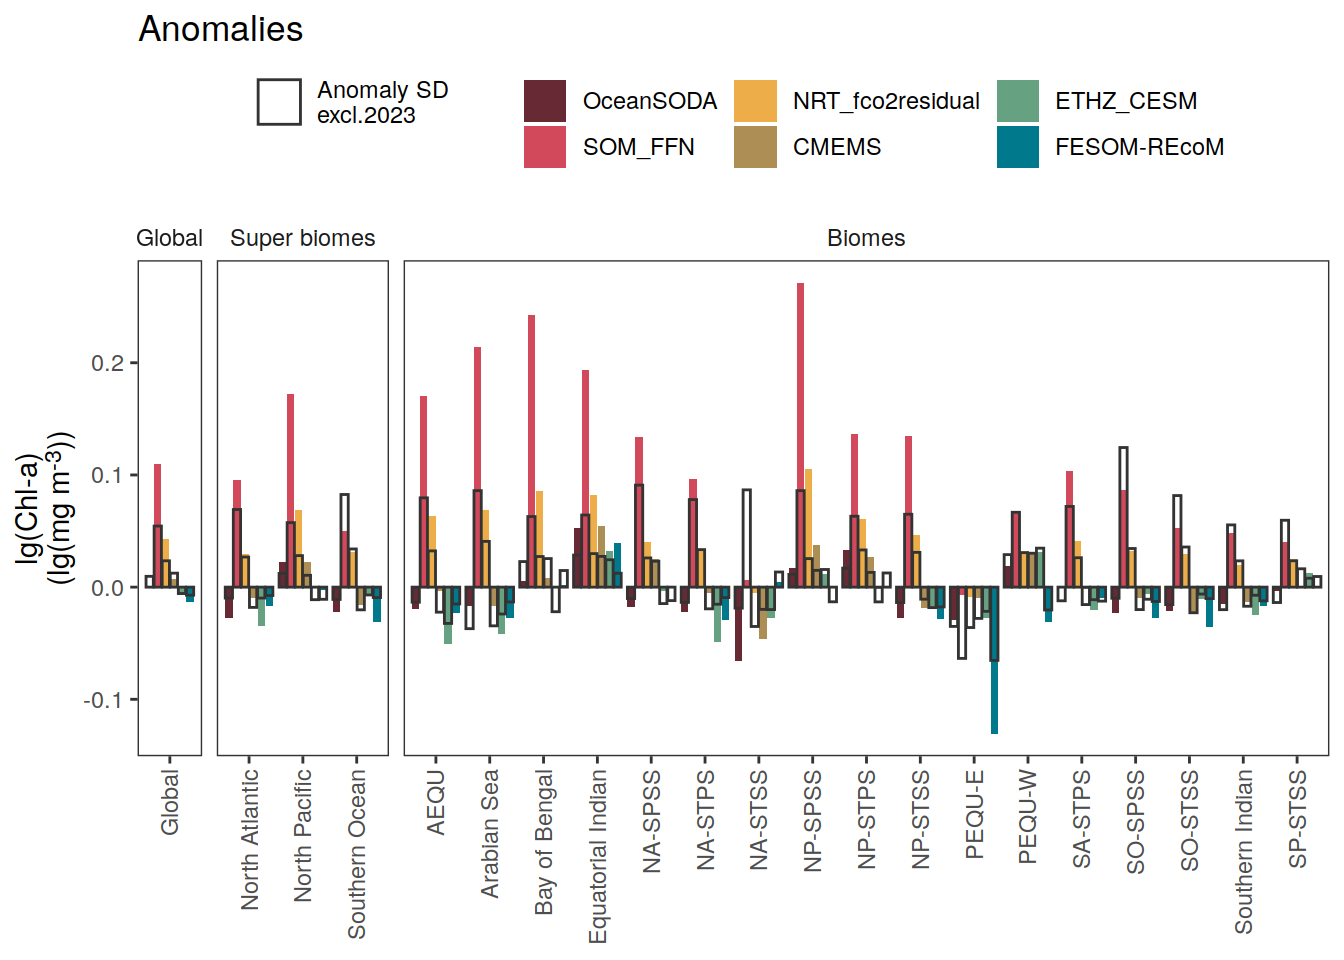 Anomalies
Anomaly SD
excl.2023
OceanSODA
SOM_FFN
NRT_fco2residual
CMEMS
ETHZ_CESM
FESOM-REcoM
Global
Super biomes
Biomes
lg(Chl-a)
(lg(mg m⁻³))
0.2
0.1
0.0
-0.1
Global
North Atlantic
North Pacific
Southern Ocean
AEQU
Arabian Sea
Bay of Bengal
Equatorial Indian
NA-SPSS
NA-STPS
NA-STSS
NP-SPSS
NP-STPS
NP-STSS
PEQU-E
PEQU-W
SA-STPS
SO-SPSS
SO-STSS
Southern Indian
SP-STSS